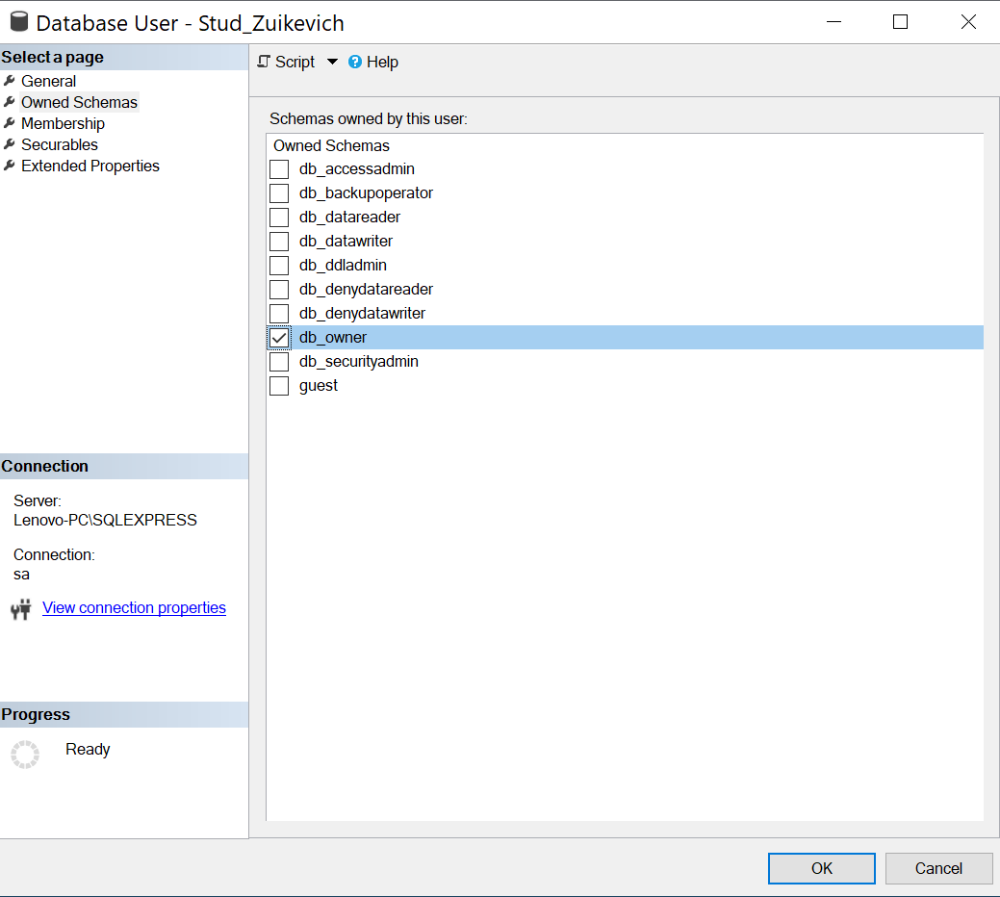 Database User - Stud_Zuikevich
Select a page
General
Owned Schemas
Membership
Securables
Extended Properties
Script
Help
Schemas owned by this user:
Owned Schemas
db_accessadmin
db_backupoperator
db_datareader
db_datawriter
db_ddladmin
db_denydatareader
db_denydatawriter
db_owner
db_securityadmin
guest
Connection
Server:
Lenovo-PC\SQLEXPRESS
Connection:
sa
View connection properties
Progress
Ready
OK
Cancel